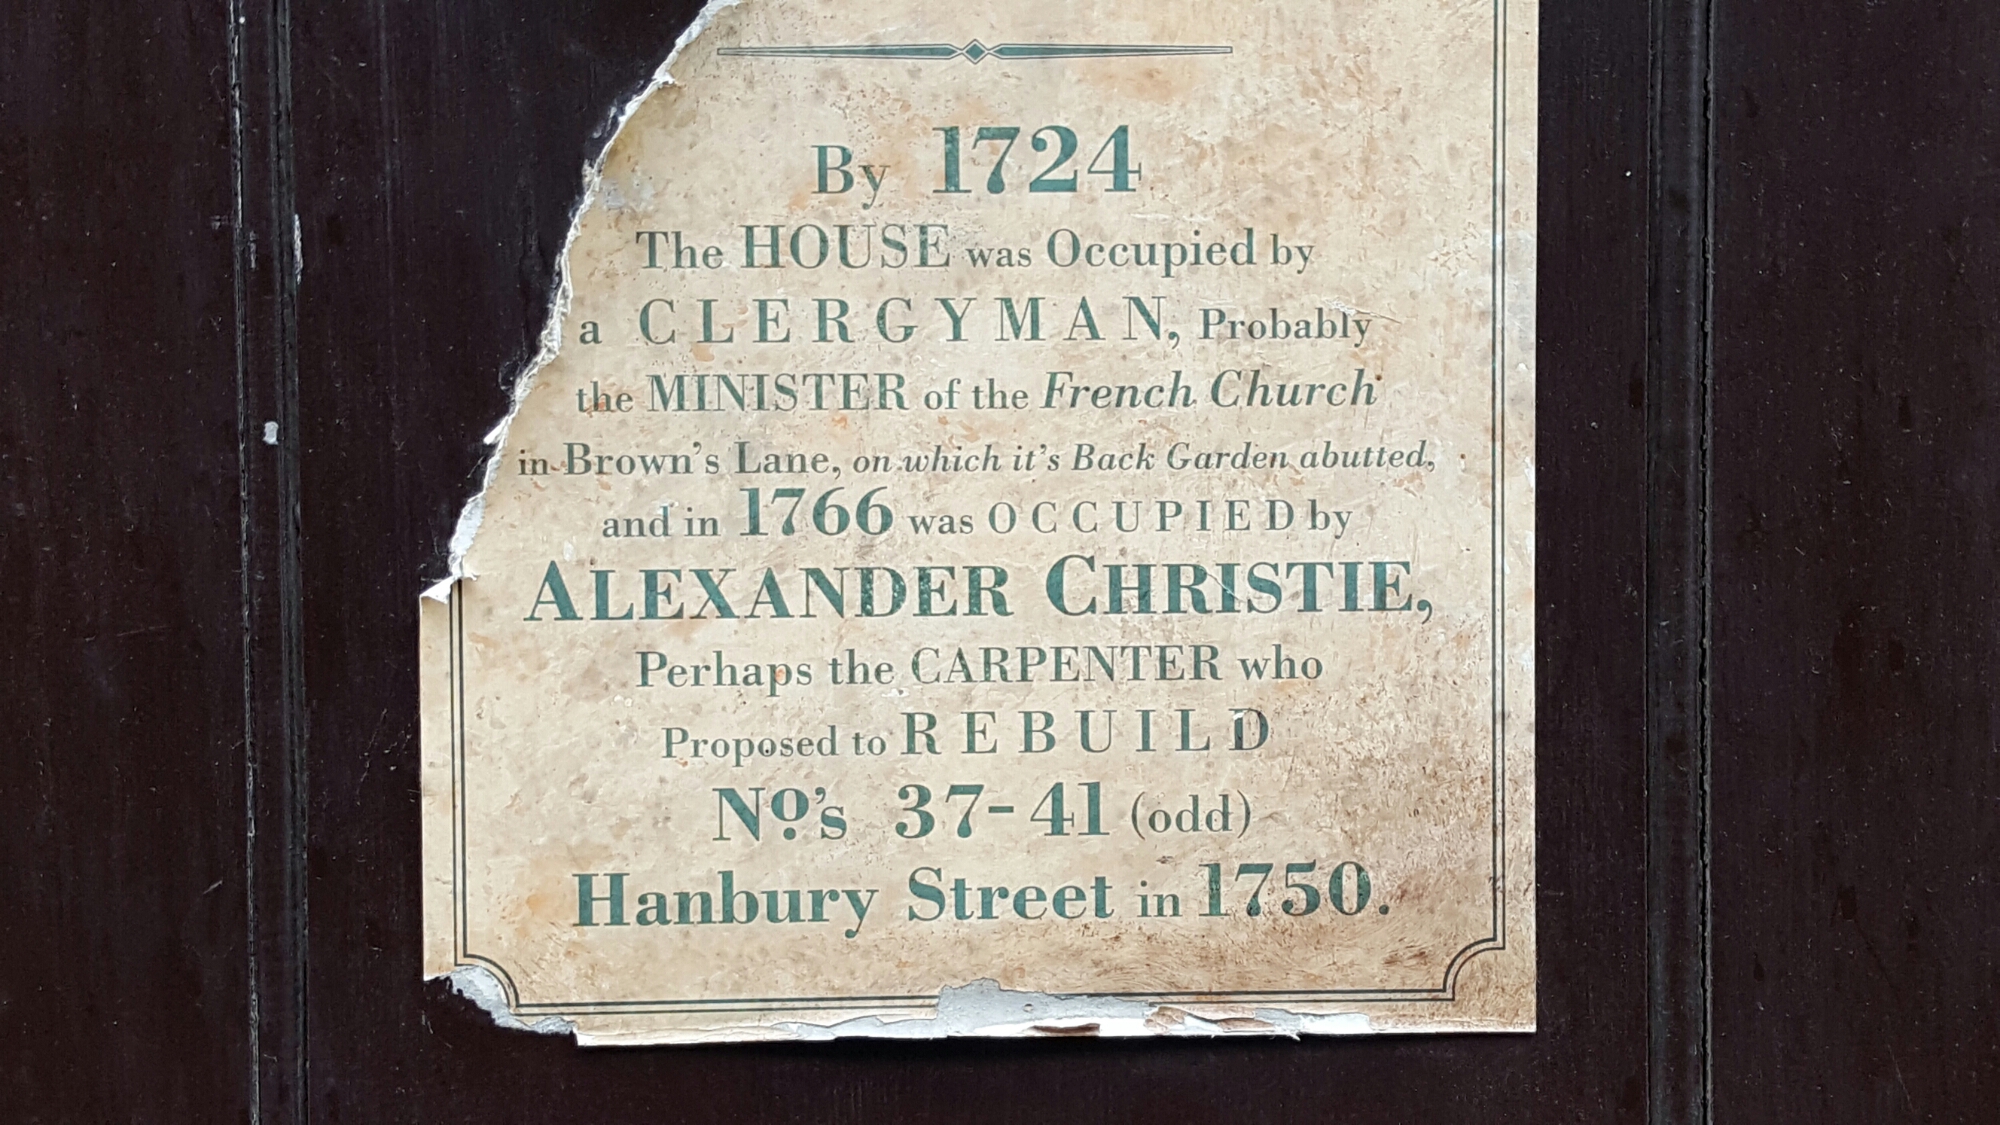 By 1724
The HOUSE was Occupied by
a CLERGYMAN, Probably
the MINISTER of the French Church
in Brown's Lane, on which it's Back Garden abutted,
and in 1766 was OCCUPIED by
ALEXANDER CHRISTIE,
Perhaps the CARPENTER who
Proposed to REBUILD
Nº's 37-41 (odd)
Hanbury Street in 1750.